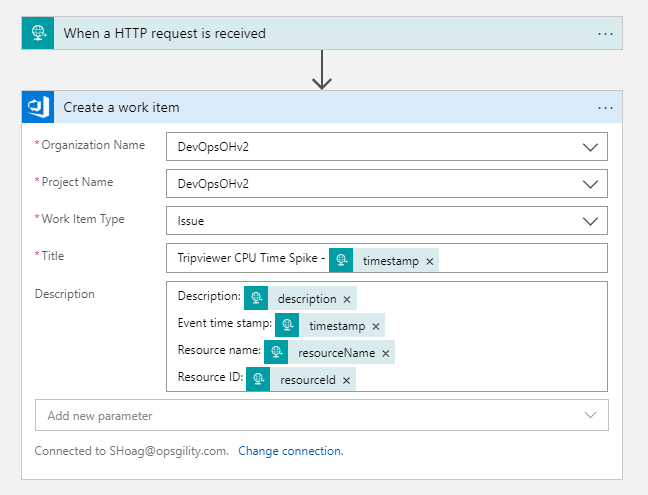 When a HTTP request is received
Create a work item
* Organization Name DevOpsOHv2
* Project Name DevOpsOHv2
* Work Item Type Issue
* Title Tripviewer CPU Time Spike - timestamp ×
Description Description: description ×
Event time stamp: timestamp ×
Resource name: resourceName ×
Resource ID: resourceId ×
Add new parameter
Connected to SHoag@opsgility.com. Change connection.